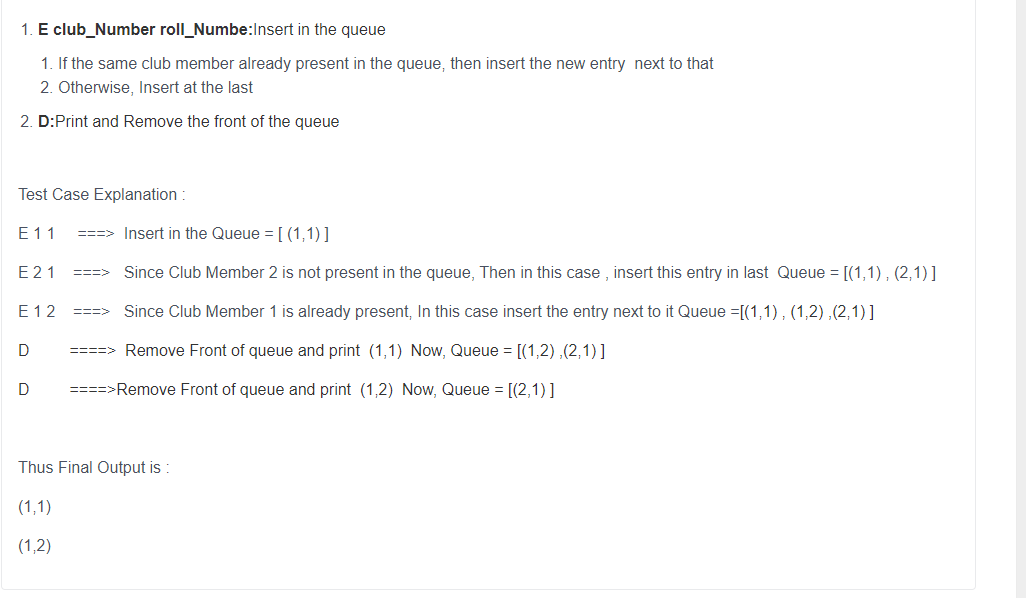 1. E club_Number roll_Numbe:Insert in the queue
1. If the same club member already present in the queue, then insert the new entry next to that
2. Otherwise, Insert at the last
2. D:Print and Remove the front of the queue
Test Case Explanation :
E 1 1 ===> Insert in the Queue = [ (1,1) ]
E 2 1 ===> Since Club Member 2 is not present in the queue, Then in this case , insert this entry in last Queue = [(1,1) , (2,1) ]
E 1 2 ===> Since Club Member 1 is already present, In this case insert the entry next to it Queue =[(1,1) , (1,2) ,(2,1) ]
D ====> Remove Front of queue and print (1,1) Now, Queue = [(1,2) ,(2,1) ]
D ====>Remove Front of queue and print (1,2) Now, Queue = [(2,1) ]
Thus Final Output is :
(1,1)
(1,2)